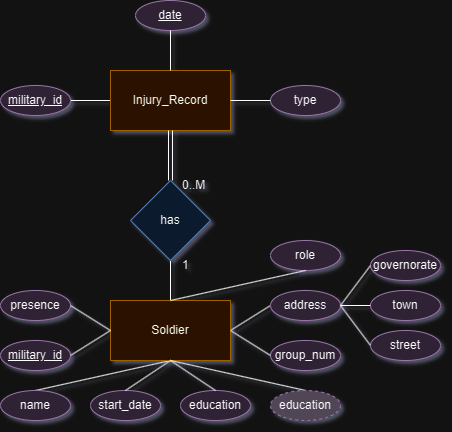 date
military_id
Injury_Record
type
0..M
has
1
role
governorate
presence
address
town
Soldier
military_id
group_num
street
name
start_date
education
education